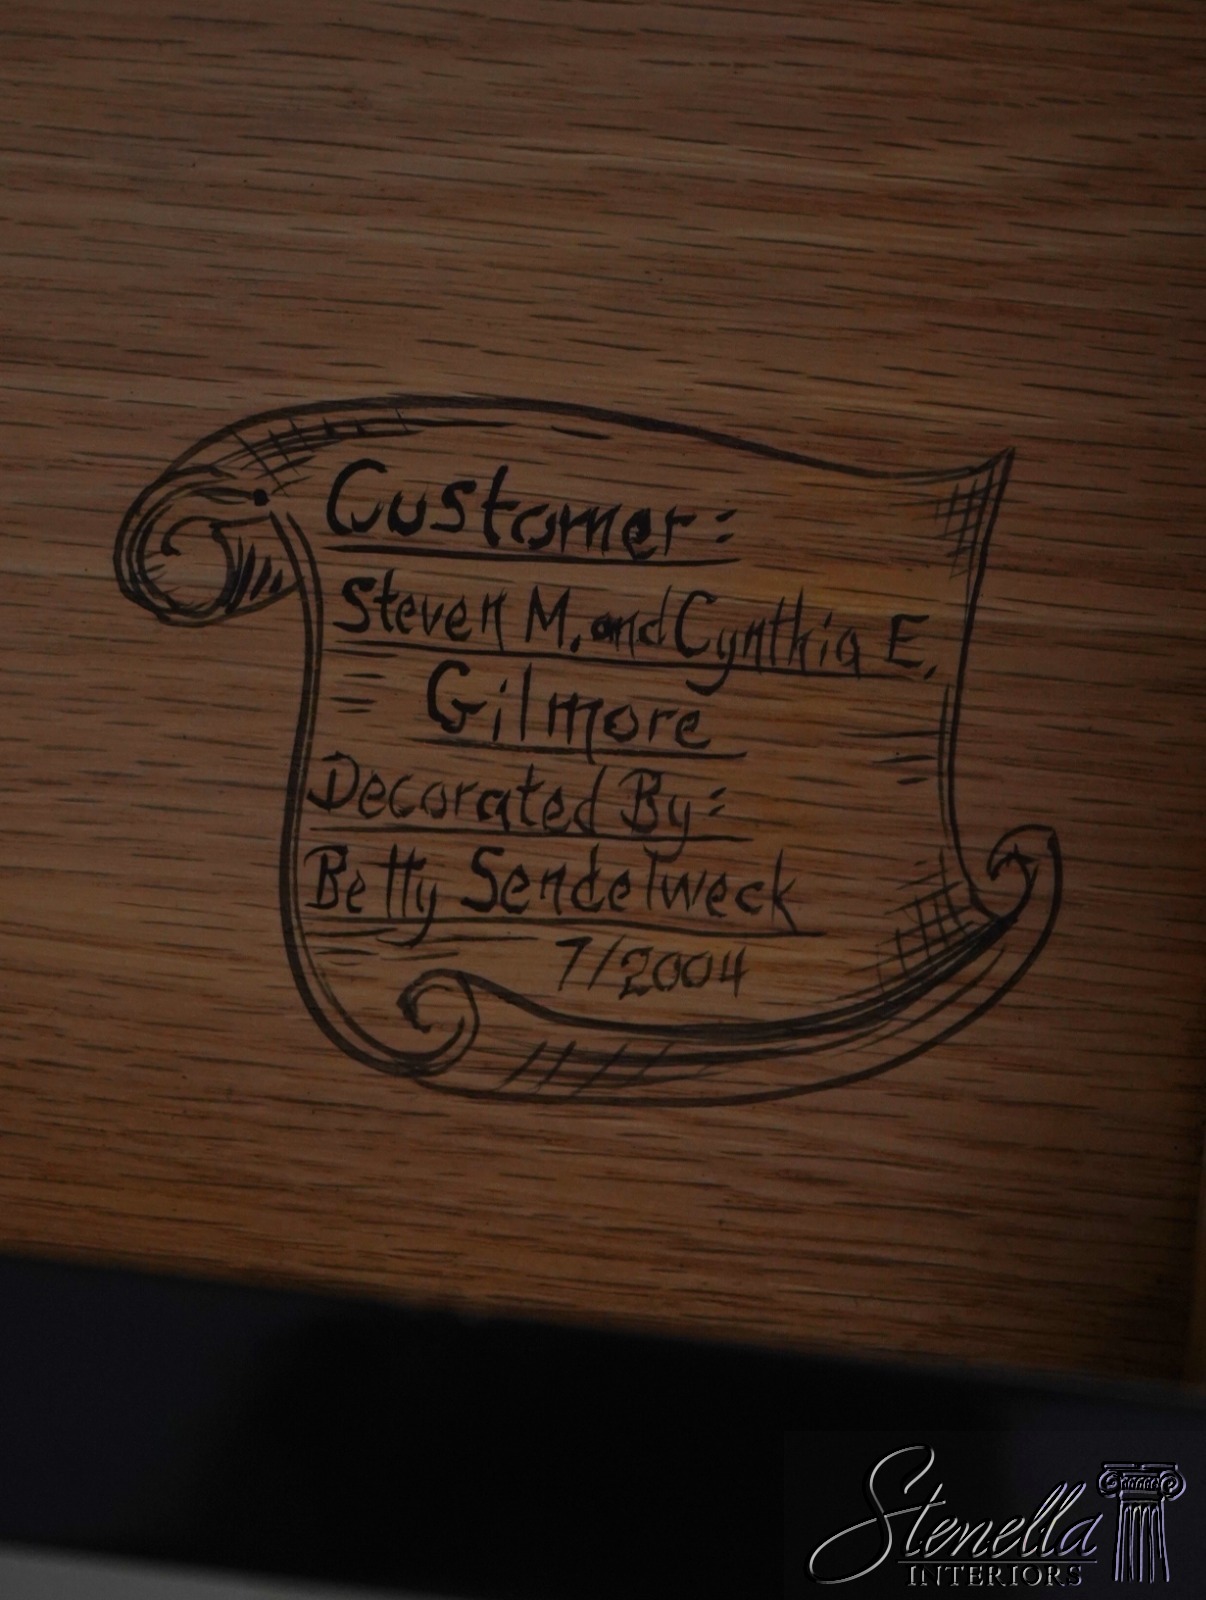 Customer:
Steven M. and Cynthia E.
Gilmore
Decorated By:
Betty Sendelweck
7/2004
Stenella
INTERIORS